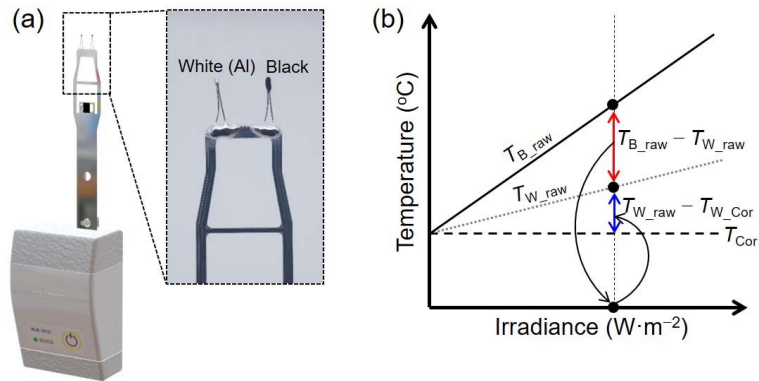 (a)
White (Al) Black
(b)
Temperature (°C)
T_B_raw
T_W_raw
T_B_raw − T_W_raw
T_W_raw − T_W_Cor
T_Cor
Irradiance (W·m⁻²)